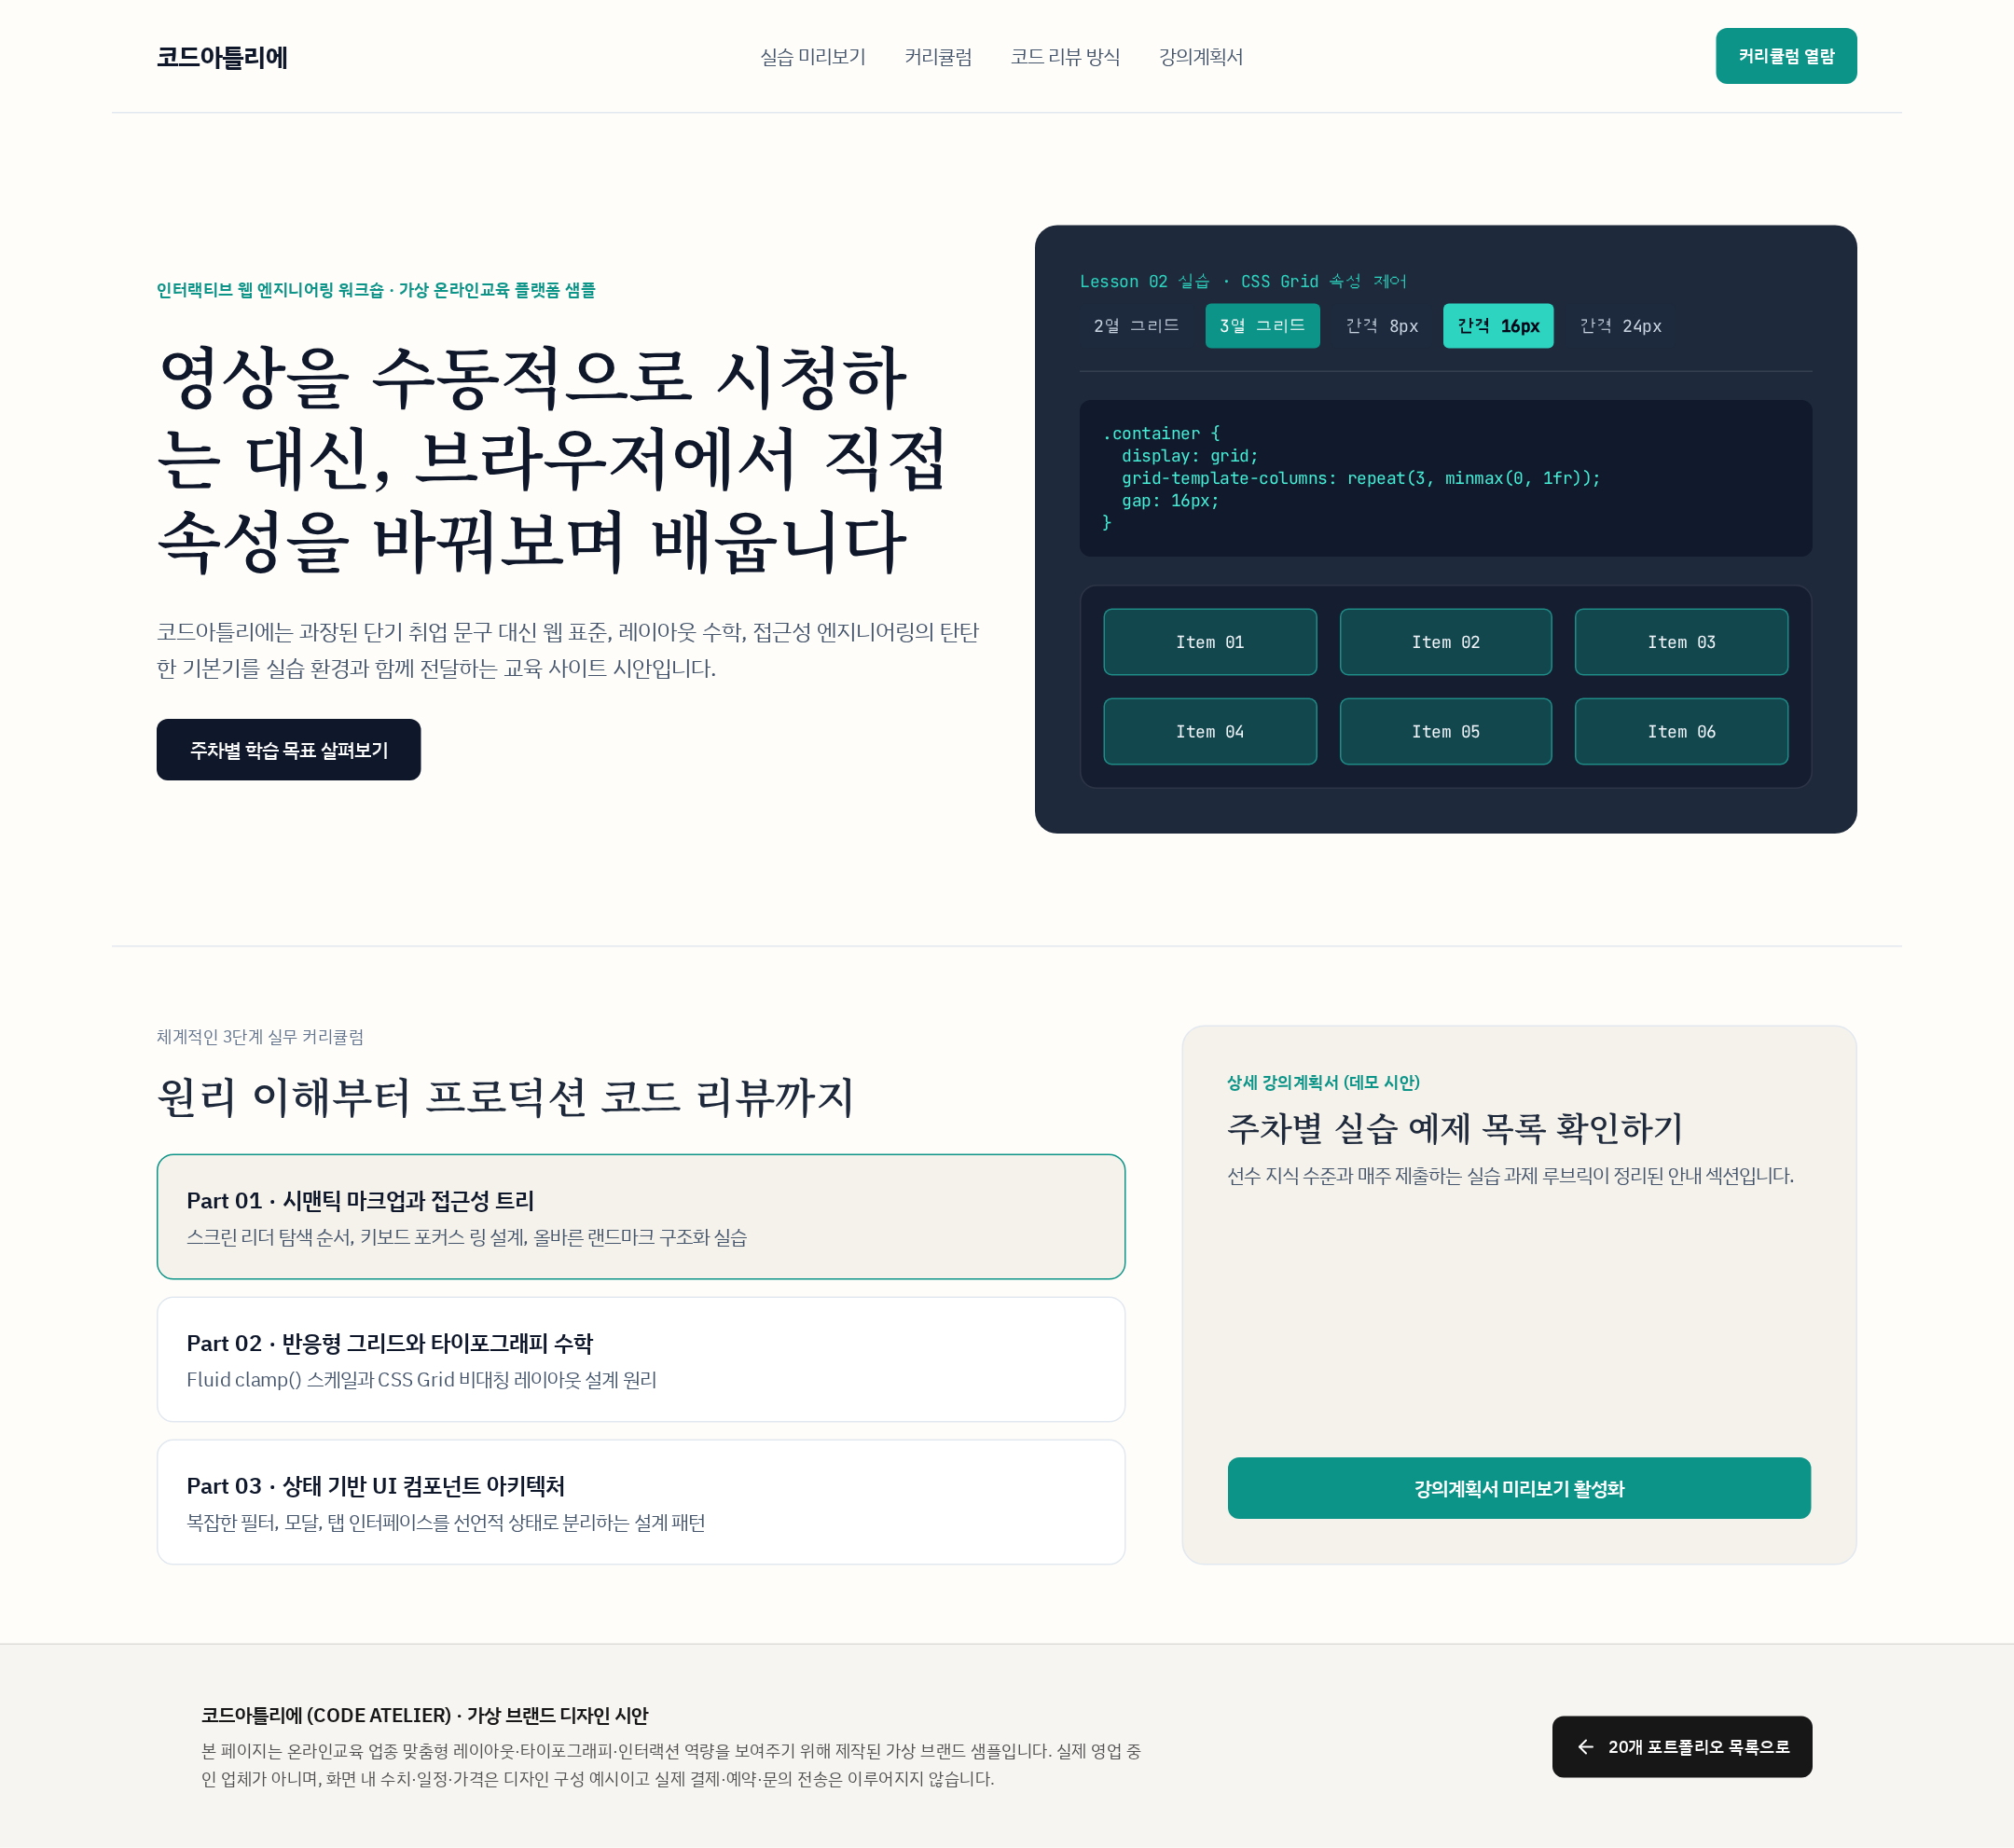 코드아틀리에
실습 미리보기
커리큘럼
코드 리뷰 방식
강의계획서
커리큘럼 열람
인터랙티브 웹 엔지니어링 워크숍 · 가상 온라인교육 플랫폼 샘플
영상을 수동적으로 시청하
는 대신, 브라우저에서 직접
속성을 바꿔보며 배웁니다
코드아틀리에는 과장된 단기 취업 문구 대신 웹 표준, 레이아웃 수학, 접근성 엔지니어링의 탄탄
한 기본기를 실습 환경과 함께 전달하는 교육 사이트 시안입니다.
주차별 학습 목표 살펴보기
Lesson 02 실습 · CSS Grid 속성 제어
2열 그리드
3열 그리드
간격 8px
간격 16px
간격 24px
.container {
  display: grid;
  grid-template-columns: repeat(3, minmax(0, 1fr));
  gap: 16px;
}
Item 01
Item 02
Item 03
Item 04
Item 05
Item 06
체계적인 3단계 실무 커리큘럼
원리 이해부터 프로덕션 코드 리뷰까지
Part 01 · 시맨틱 마크업과 접근성 트리
스크린 리더 탐색 순서, 키보드 포커스 링 설계, 올바른 랜드마크 구조화 실습
Part 02 · 반응형 그리드와 타이포그래피 수학
Fluid clamp() 스케일과 CSS Grid 비대칭 레이아웃 설계 원리
Part 03 · 상태 기반 UI 컴포넌트 아키텍처
복잡한 필터, 모달, 탭 인터페이스를 선언적 상태로 분리하는 설계 패턴
상세 강의계획서 (데모 시안)
주차별 실습 예제 목록 확인하기
선수 지식 수준과 매주 제출하는 실습 과제 루브릭이 정리된 안내 섹션입니다.
강의계획서 미리보기 활성화
코드아틀리에 (CODE ATELIER) · 가상 브랜드 디자인 시안
본 페이지는 온라인교육 업종 맞춤형 레이아웃·타이포그래피·인터랙션 역량을 보여주기 위해 제작된 가상 브랜드 샘플입니다. 실제 영업 중
인 업체가 아니며, 화면 내 수치·일정·가격은 디자인 구성 예시이고 실제 결제·예약·문의 전송은 이루어지지 않습니다.
← 20개 포트폴리오 목록으로